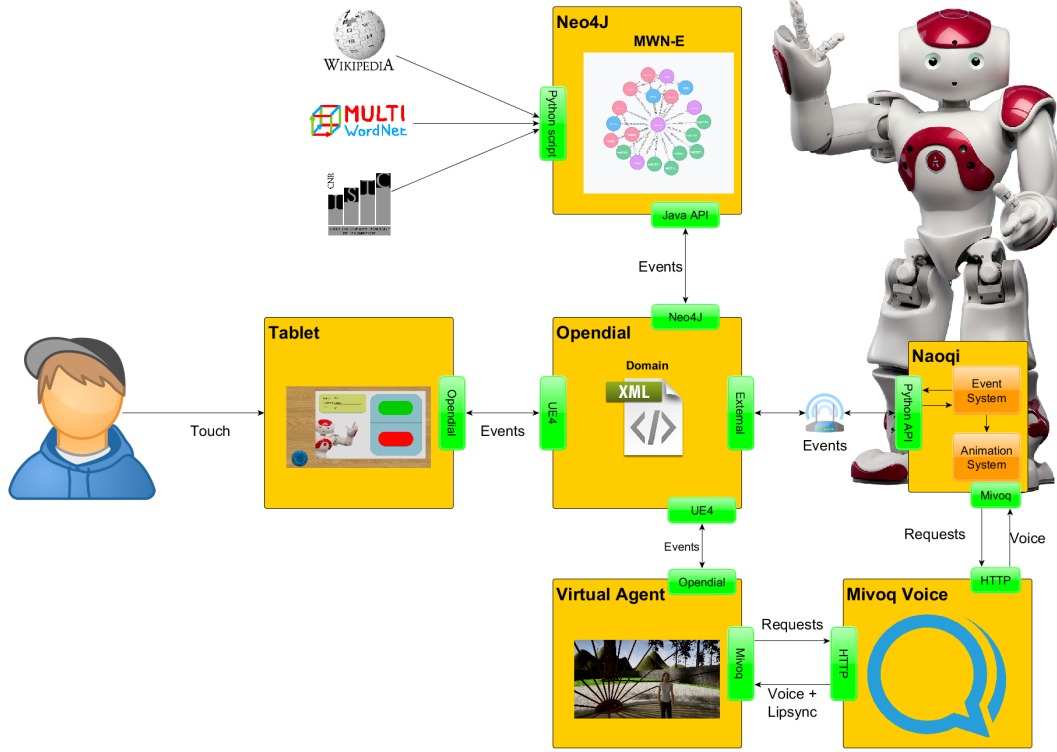 Neo4J
MWN-E
WIKIPEDIA
MULTI
WordNet
CNR
Python script
Java API
Events
Neo4J
Tablet
Opendial
Naoqi
Domain
XML
Event
System
Opendial
UE4
External
Python API
Touch
Events
Events
Animation
System
UE4
Mivoq
Events
Requests
Voice
Opendial
HTTP
Virtual Agent
Mivoq Voice
Requests
Mivoq
HTTP
Voice +
Lipsync